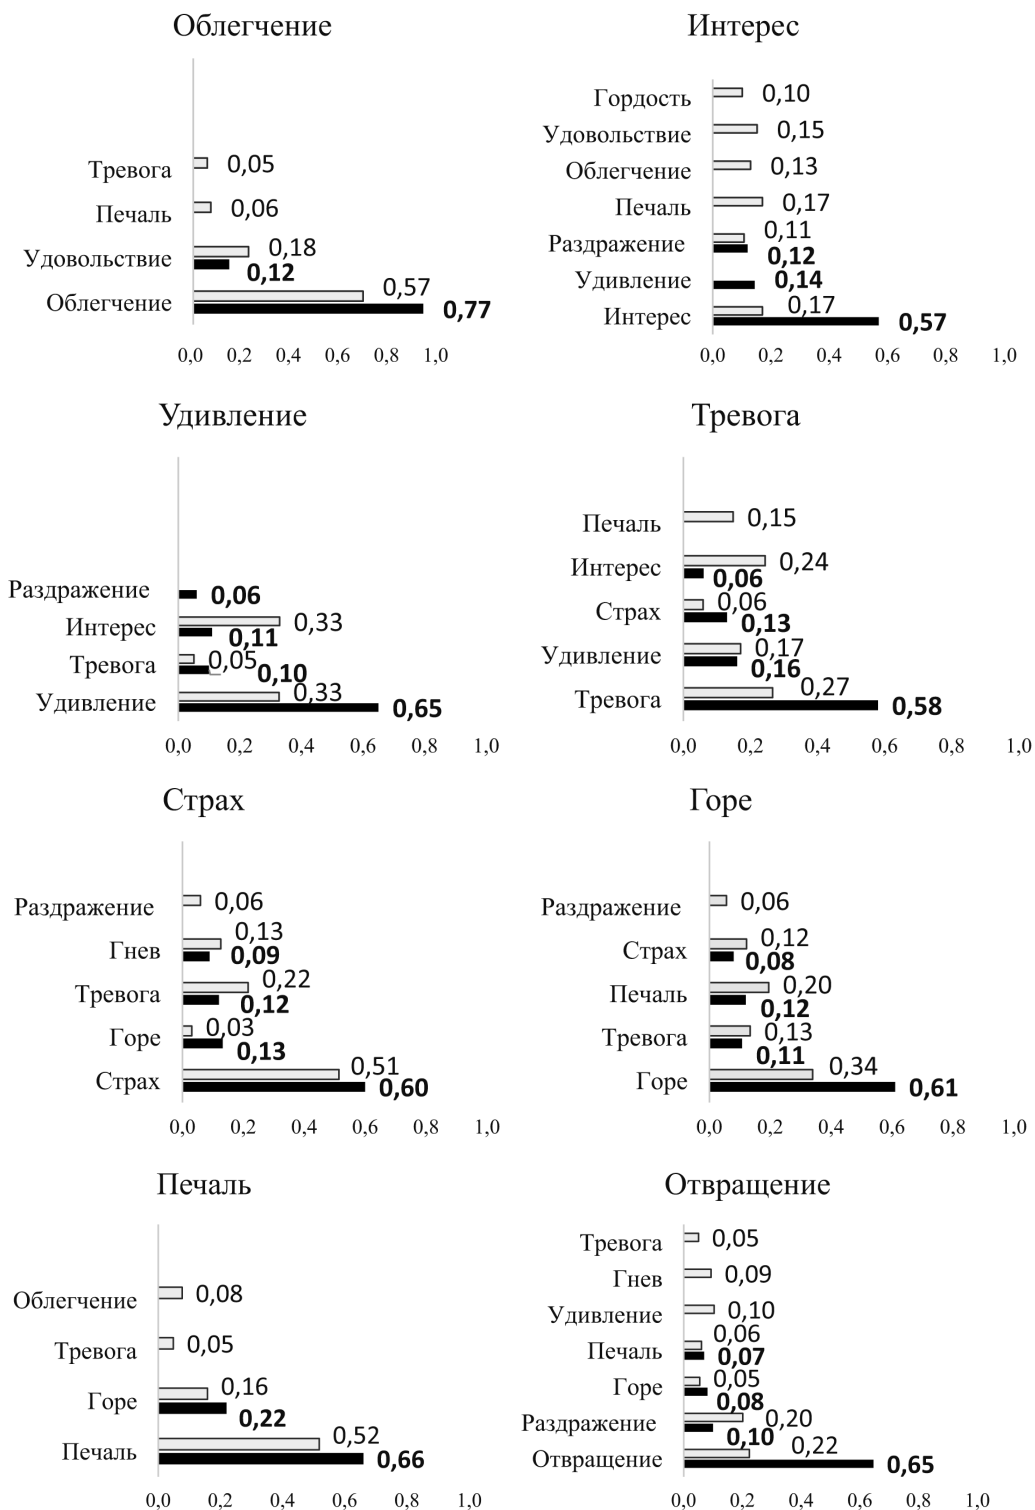 Облегчение
Тревога 0,05
Печаль 0,06
Удовольствие 0,18
0,12
Облегчение 0,57
0,77
0,0 0,2 0,4 0,6 0,8 1,0
Интерес
Гордость 0,10
Удовольствие 0,15
Облегчение 0,13
Печаль 0,17
Раздражение 0,11
0,12
Удивление 0,14
Интерес 0,17
0,57
0,0 0,2 0,4 0,6 0,8 1,0
Удивление
Раздражение 0,06
Интерес 0,33
0,11
Тревога 0,05
0,10
Удивление 0,33
0,65
0,0 0,2 0,4 0,6 0,8 1,0
Тревога
Печаль 0,15
Интерес 0,24
0,06
Страх 0,06
0,13
Удивление 0,17
0,16
Тревога 0,27
0,58
0,0 0,2 0,4 0,6 0,8 1,0
Страх
Раздражение 0,06
Гнев 0,13
0,09
Тревога 0,22
0,12
Горе 0,03
0,13
Страх 0,51
0,60
0,0 0,2 0,4 0,6 0,8 1,0
Горе
Раздражение 0,06
Страх 0,12
0,08
Печаль 0,20
0,12
Тревога 0,13
0,11
Горе 0,34
0,61
0,0 0,2 0,4 0,6 0,8 1,0
Печаль
Облегчение 0,08
Тревога 0,05
Горе 0,16
0,22
Печаль 0,52
0,66
0,0 0,2 0,4 0,6 0,8 1,0
Отвращение
Тревога 0,05
Гнев 0,09
Удивление 0,10
Печаль 0,06
0,07
Горе 0,05
0,08
Раздражение 0,20
0,10
Отвращение 0,22
0,65
0,0 0,2 0,4 0,6 0,8 1,0